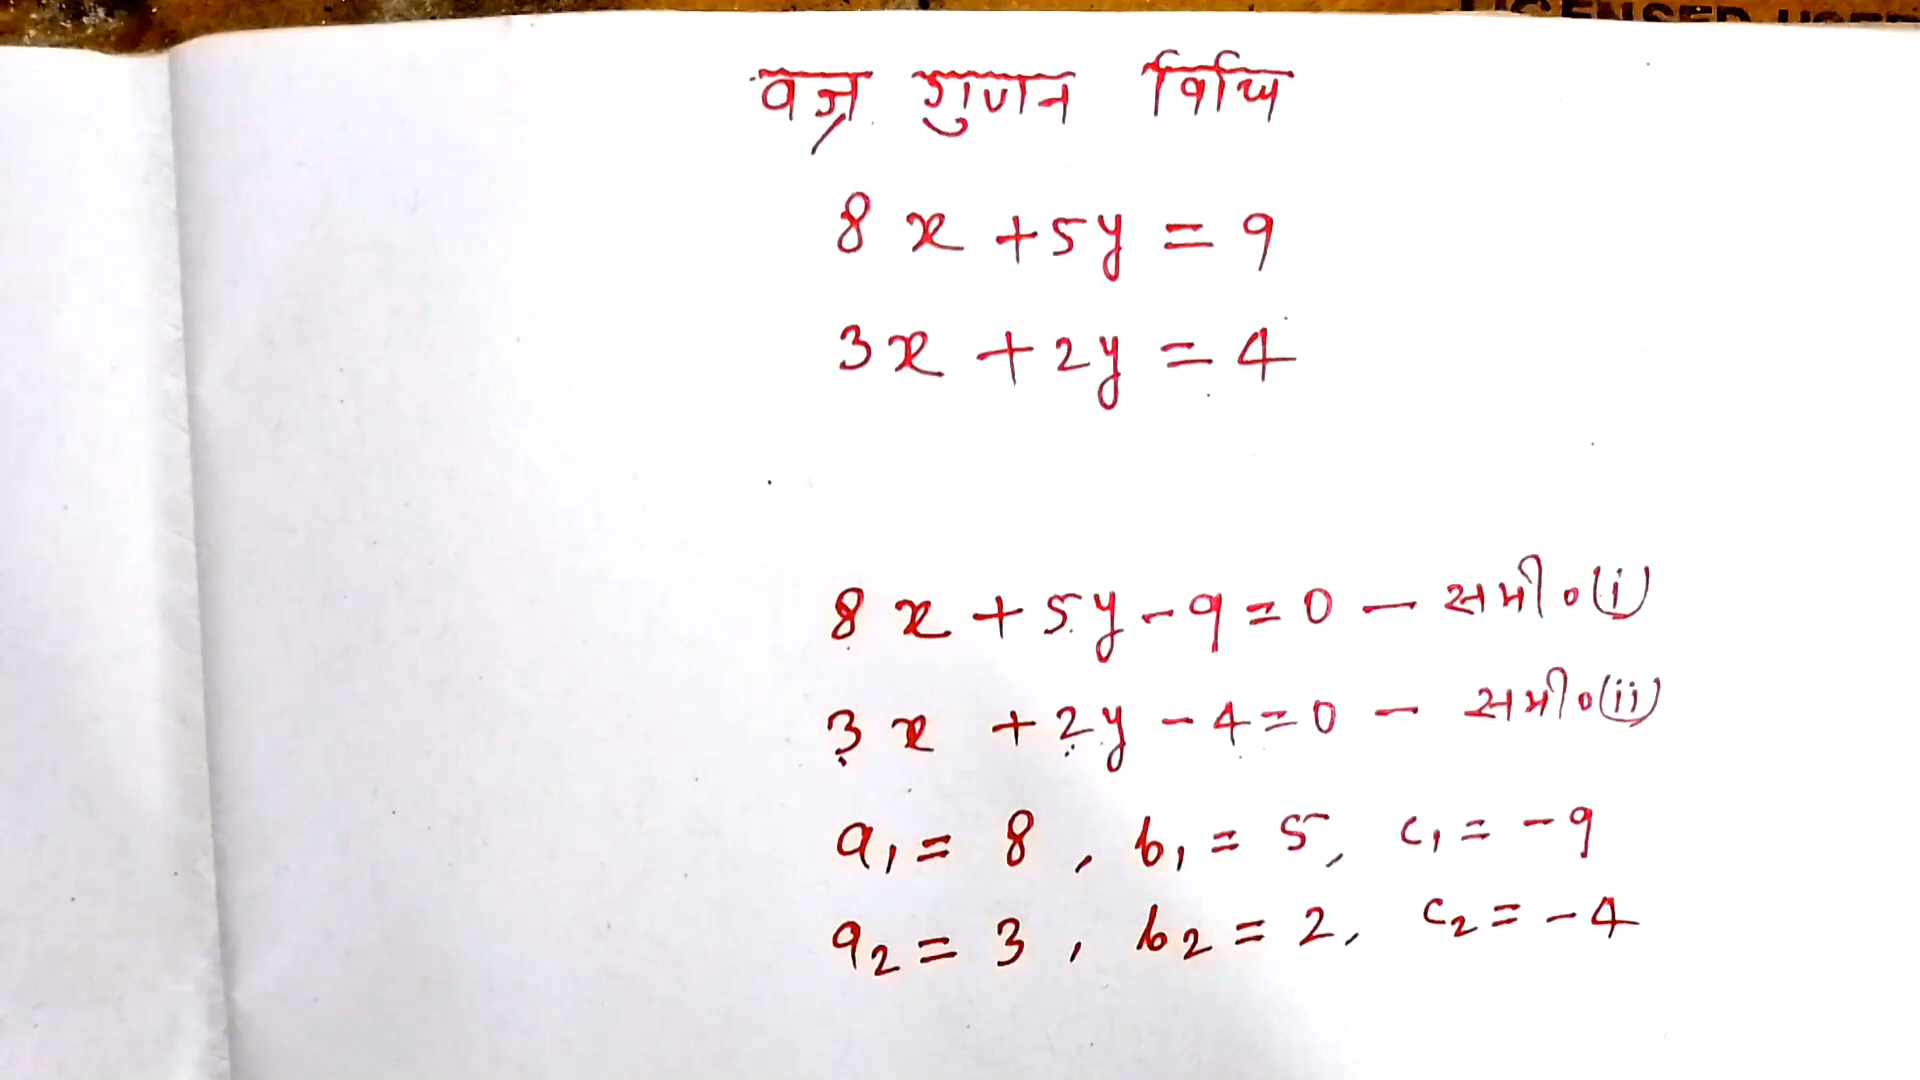 वज्र गुणन विधि
8x + 5y = 9
3x + 2y = 4
8x + 5y - 9 = 0 — समी०(i)
3x + 2y - 4 = 0 — समी०(ii)
a₁ = 8, b₁ = 5, c₁ = -9
a₂ = 3, b₂ = 2, c₂ = -4